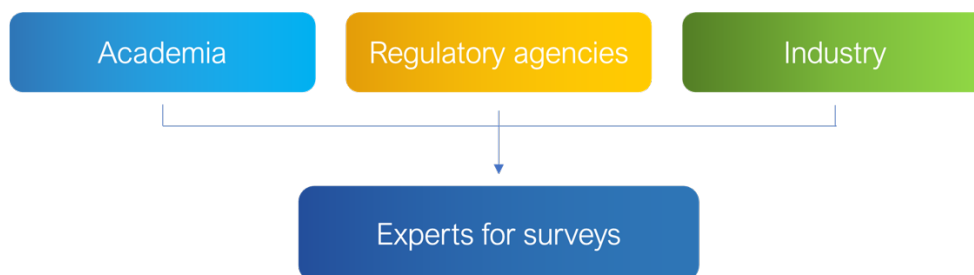 Academia
Regulatory agencies
Industry
Experts for surveys